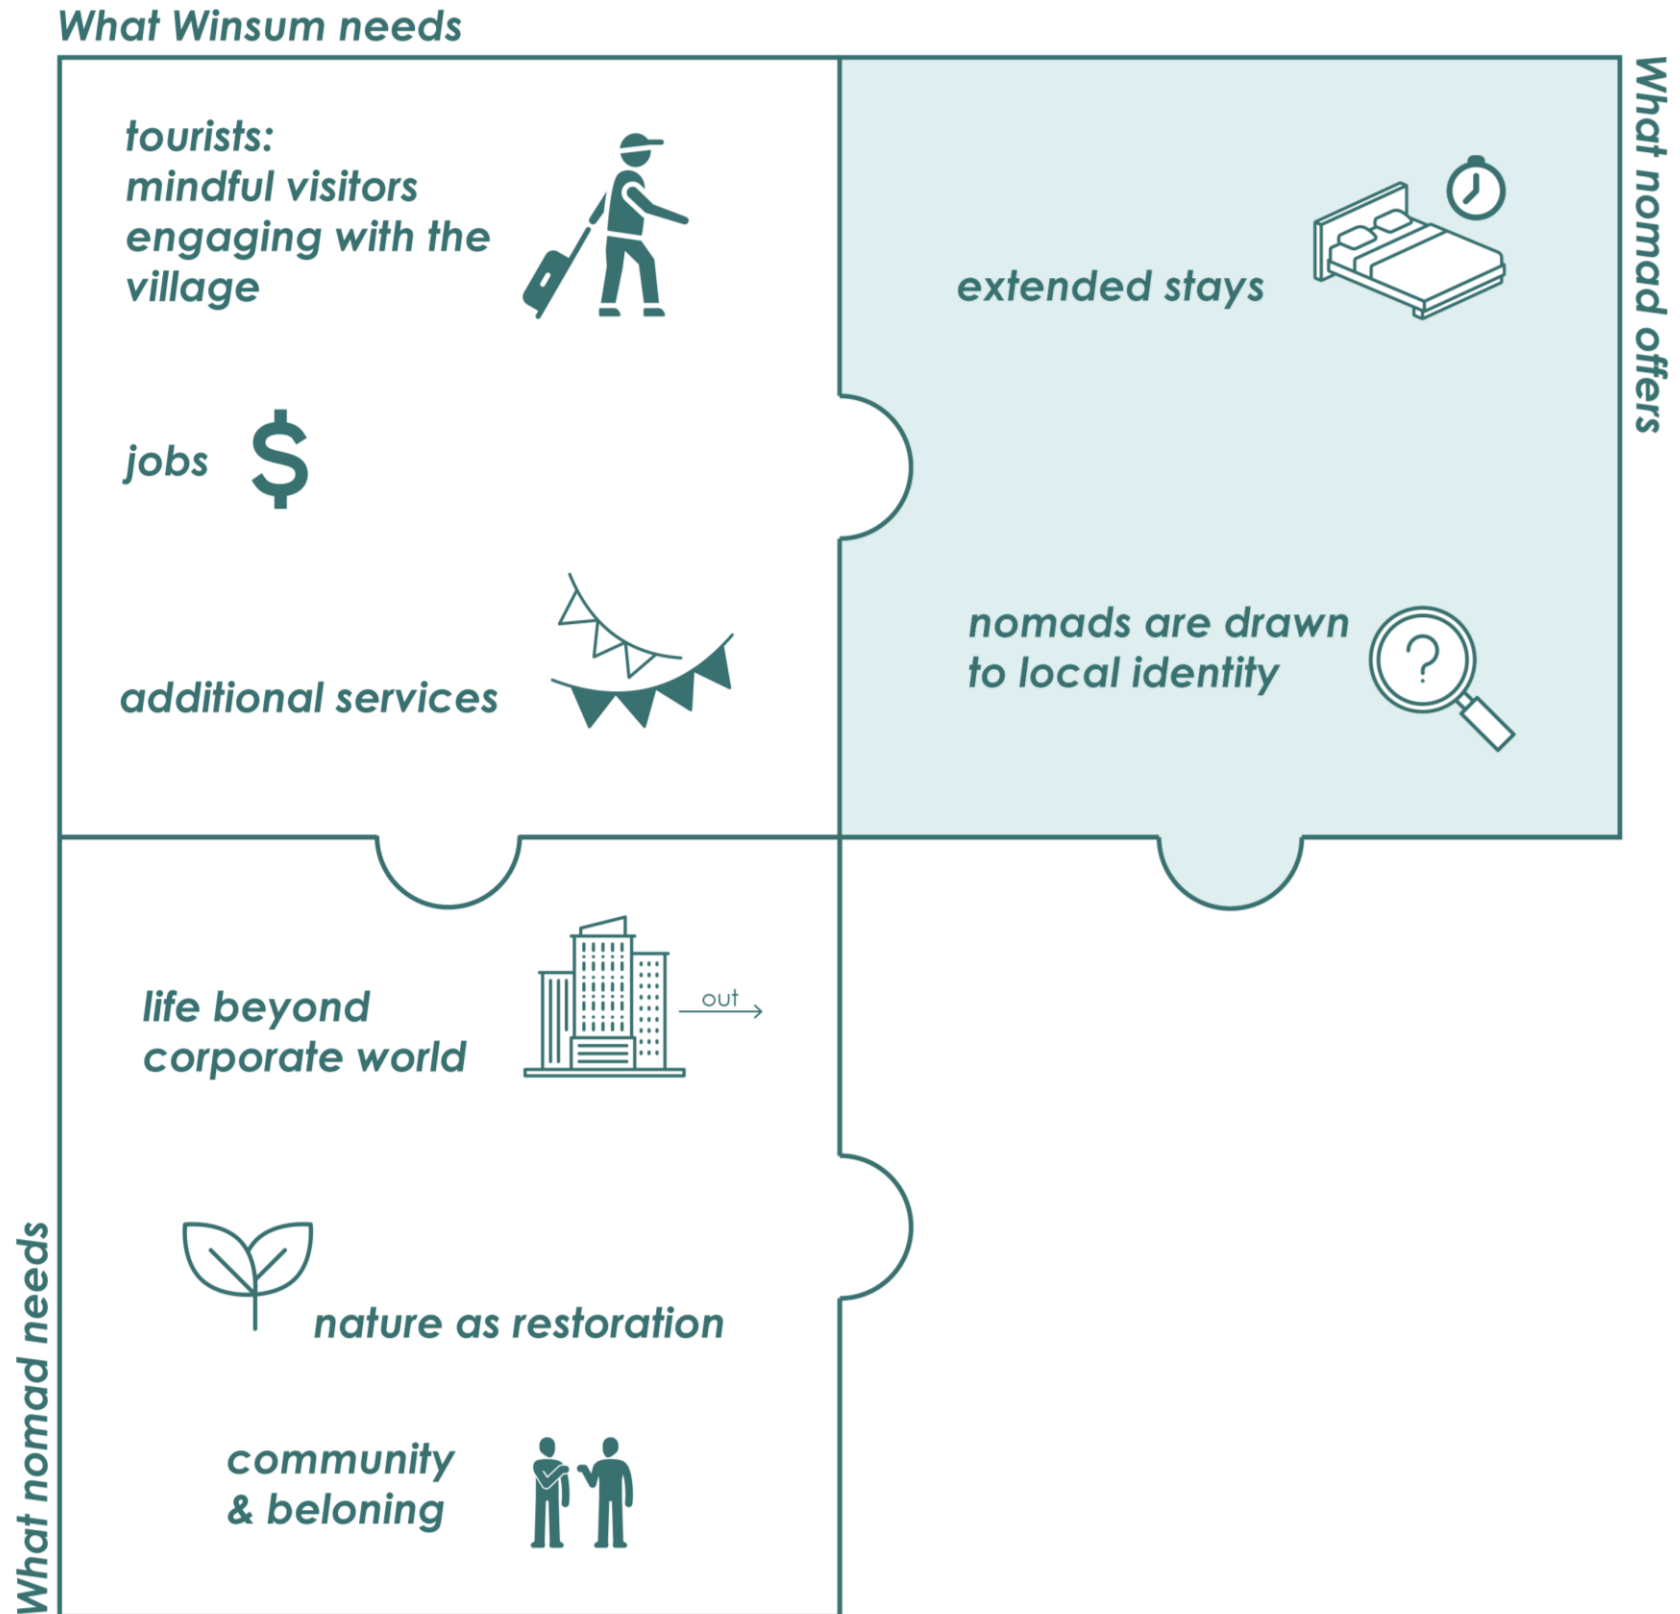 What Winsum needs
tourists:
mindful visitors
engaging with the
village
jobs
$
additional services
What nomad offers
extended stays
nomads are drawn
to local identity
?
What nomad needs
life beyond
corporate world
out
nature as restoration
community
& beloning